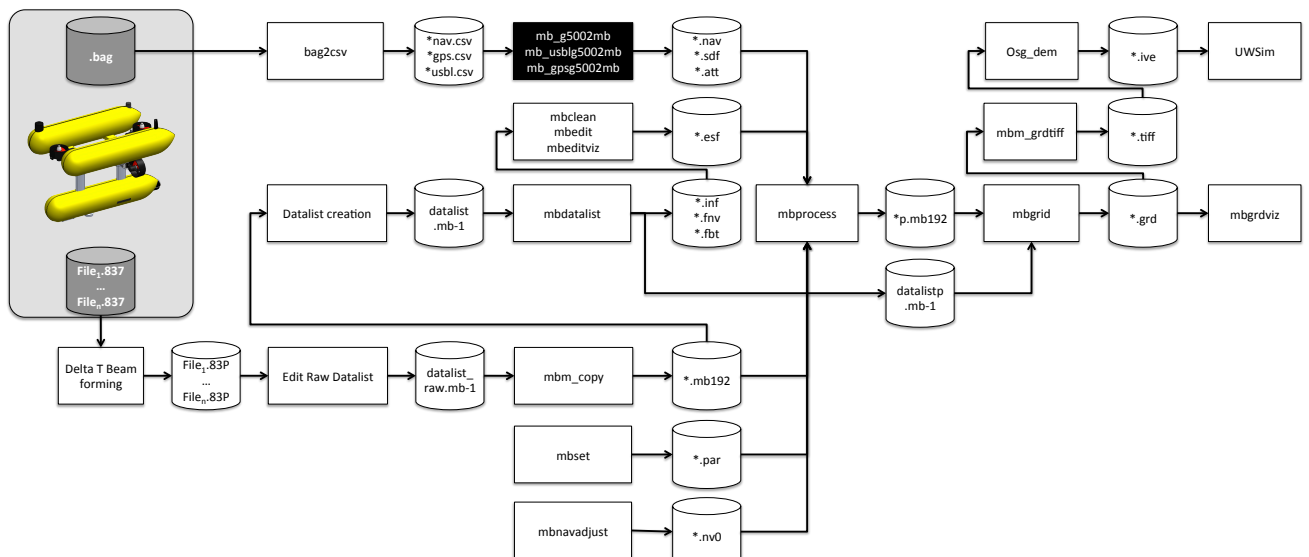 .bag
bag2csv
*nav.csv
*gps.csv
*usbl.csv
mb_g5002mb
mb_usblg5002mb
mb_gpsg5002mb
*.nav
*.sdf
*.att
Osg_dem
*.ive
UWSim
mbclean
mbedit
mbeditviz
*.esf
mbm_grdtiff
*.tiff
Datalist creation
datalist
.mb-1
mbdatalist
*.inf
*.fnv
*.fbt
mbprocess
*p.mb192
mbgrid
*.grd
mbgrdviz
File₁.837
...
Fileₙ.837
datalistp
.mb-1
Delta T Beam
forming
File₁.83P
...
Fileₙ.83P
Edit Raw Datalist
datalist_
raw.mb-1
mbm_copy
*.mb192
mbset
*.par
mbnavadjust
*.nv0